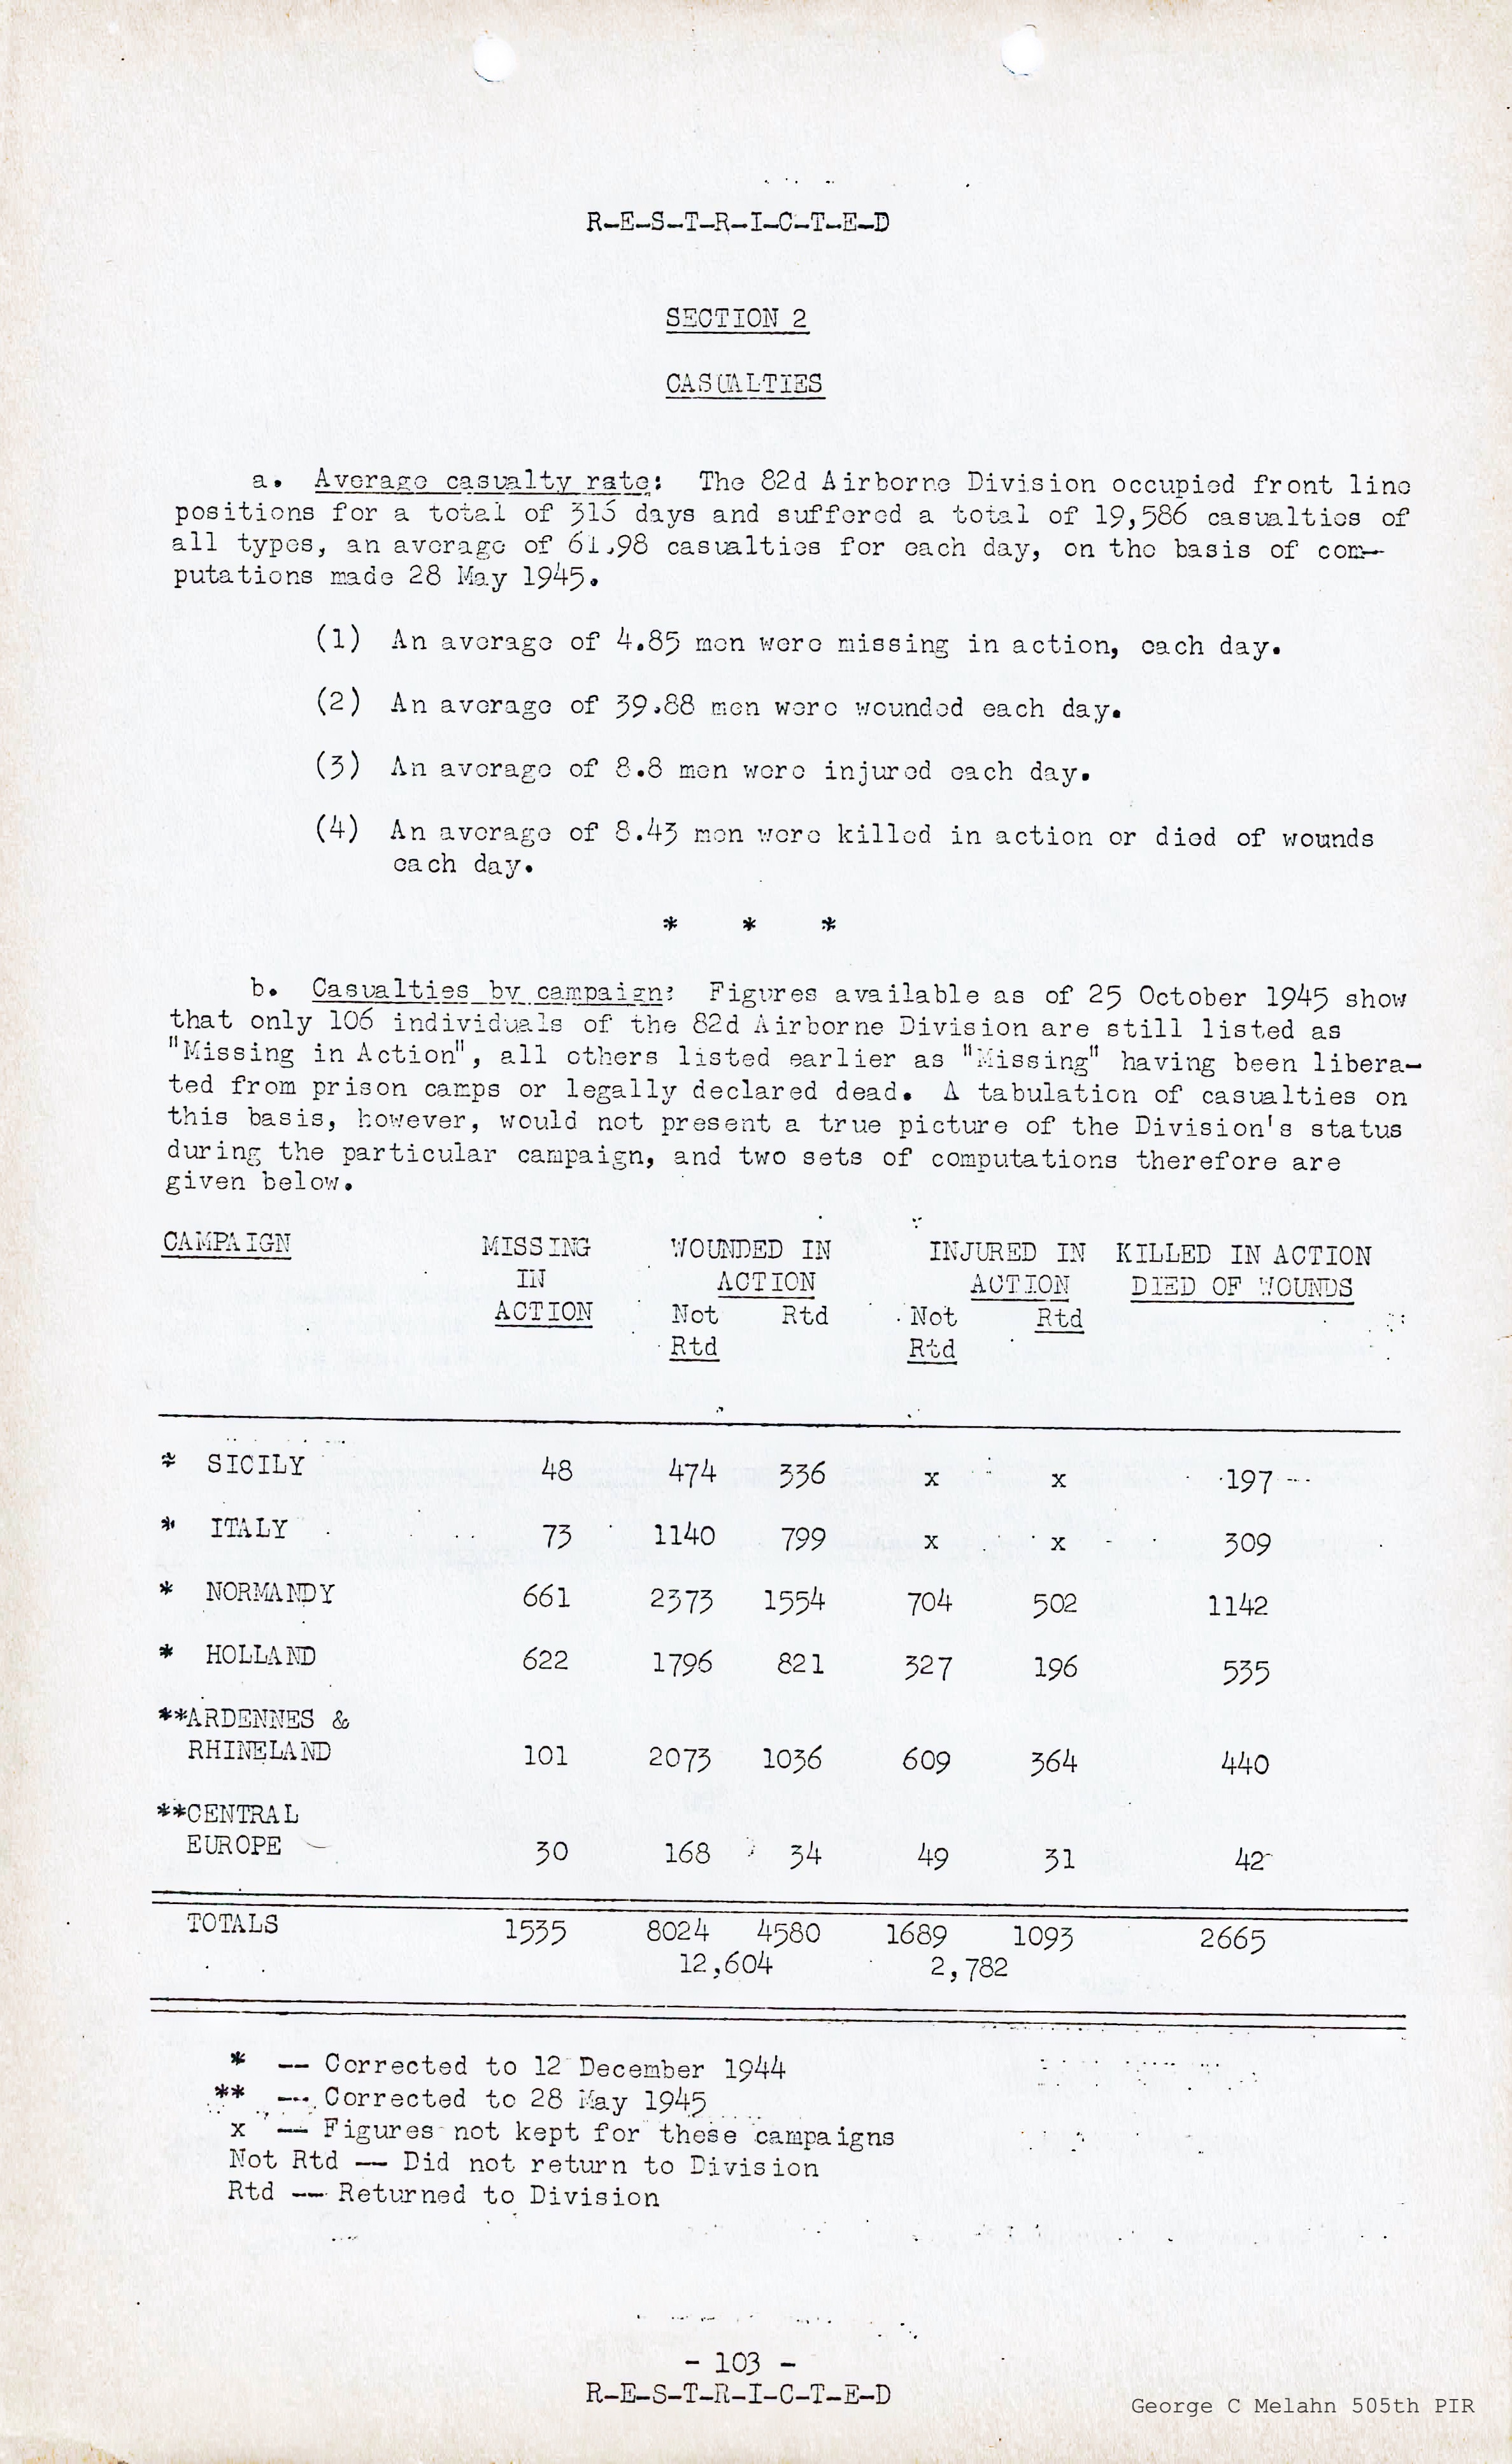 R-E-S-T-R-I-C-T-E-D
SECTION 2
CASUALTIES
a. Average casualty rate: The 82d Airborne Division occupied front line
positions for a total of 316 days and suffered a total of 19,586 casualties of
all types, an average of 61.98 casualties for each day, on the basis of com-
putations made 28 May 1945.
(1) An average of 4.85 men were missing in action, each day.
(2) An average of 39.88 men were wounded each day.
(3) An average of 8.8 men were injured each day.
(4) An average of 8.43 men were killed in action or died of wounds
each day.
* * *
b. Casualties by campaign: Figures available as of 25 October 1945 show
that only 106 individuals of the 82d Airborne Division are still listed as
"Missing in Action", all others listed earlier as "Missing" having been libera-
ted from prison camps or legally declared dead. A tabulation of casualties on
this basis, however, would not present a true picture of the Division's status
during the particular campaign, and two sets of computations therefore are
given below.
CAMPAIGN MISSING WOUNDED IN INJURED IN KILLED IN ACTION
IN ACTION ACTION DIED OF WOUNDS
ACTION Not Rtd Not Rtd
Rtd Rtd
* SICILY 48 474 336 x x 197
* ITALY 73 1140 799 x x 309
* NORMANDY 661 2373 1554 704 502 1142
* HOLLAND 622 1796 821 327 196 535
**ARDENNES &
RHINELAND 101 2073 1036 609 364 440
**CENTRAL
EUROPE 30 168 34 49 31 42
TOTALS 1535 8024 4580 1689 1093 2665
12,604 2,782
* -- Corrected to 12 December 1944
** -- Corrected to 28 May 1945
x -- Figures not kept for these campaigns
Not Rtd -- Did not return to Division
Rtd -- Returned to Division
- 103 -
R-E-S-T-R-I-C-T-E-D
George C Melahn 505th PIR